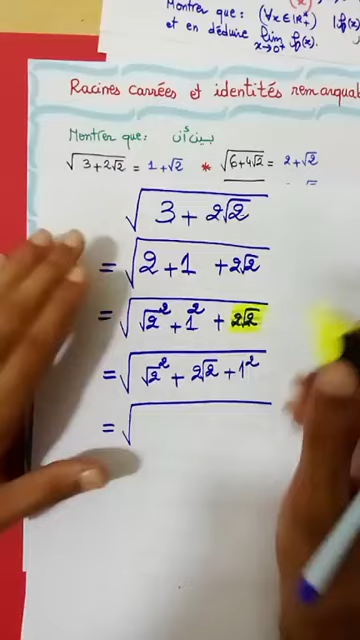 Montrer que: (∀x∈ℝ*₊) |f(x)
et en déduire lim f(x).
x→0⁺
Racines carrées et identités remarqua
Montrer que: بين أن
√(3+2√2) = 1+√2 * √(6+4√2) = 2+√2
√(3+2√2)
= √(2+1+2√2)
= √(√2² + 1² + 2√2)
= √(√2² + 2√2 + 1²)
= √